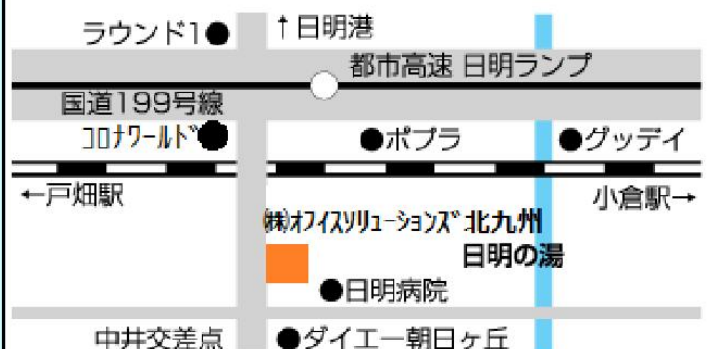 ラウンド1●
↑日明港
都市高速 日明ランプ
国道199号線
コロナワールド●
●ポプラ
●グッデイ
←戸畑駅
小倉駅→
㈱オフィスソリューションズ北九州
日明の湯
●日明病院
中井交差点
●ダイエー朝日ヶ丘